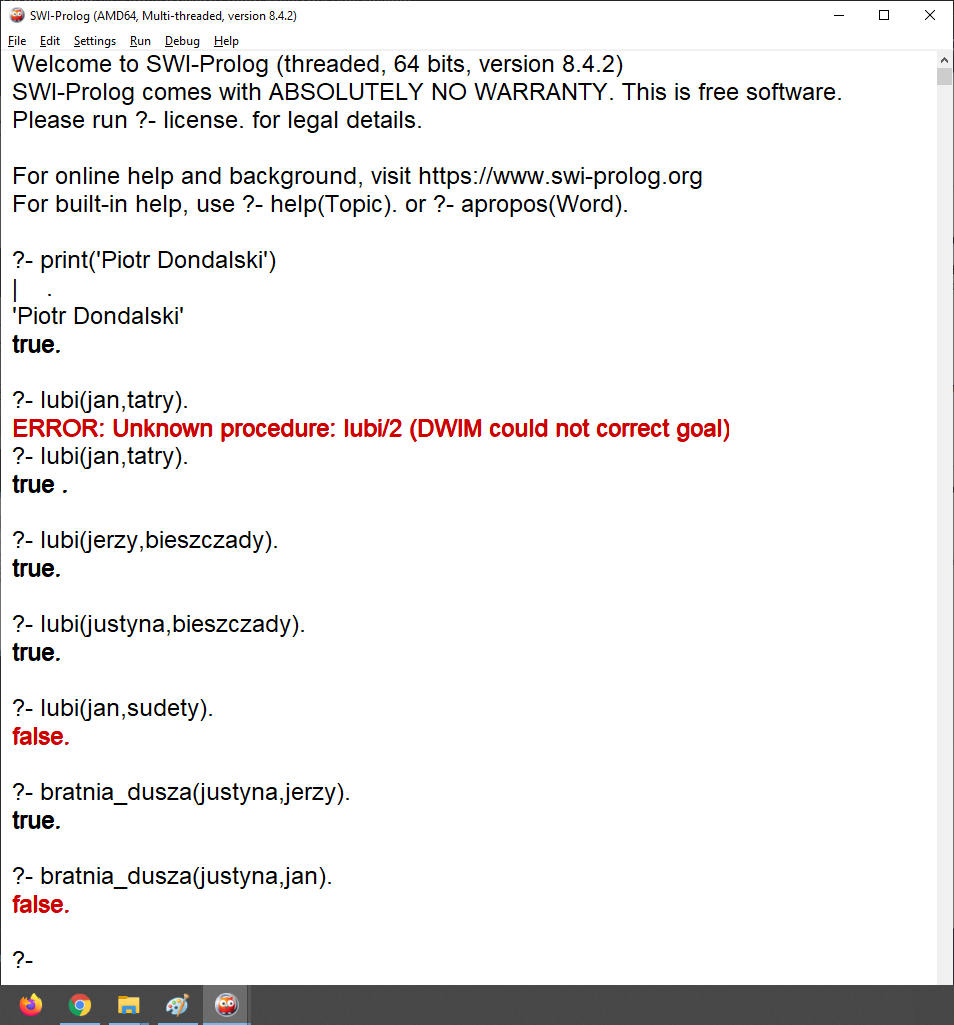 SWI-Prolog (AMD64, Multi-threaded, version 8.4.2)
File Edit Settings Run Debug Help
Welcome to SWI-Prolog (threaded, 64 bits, version 8.4.2)
SWI-Prolog comes with ABSOLUTELY NO WARRANTY. This is free software.
Please run ?- license. for legal details.
For online help and background, visit https://www.swi-prolog.org
For built-in help, use ?- help(Topic). or ?- apropos(Word).
?- print('Piotr Dondalski')
| .
'Piotr Dondalski'
true.
?- lubi(jan,tatry).
ERROR: Unknown procedure: lubi/2 (DWIM could not correct goal)
?- lubi(jan,tatry).
true .
?- lubi(jerzy,bieszczady).
true.
?- lubi(justyna,bieszczady).
true.
?- lubi(jan,sudety).
false.
?- bratnia_dusza(justyna,jerzy).
true.
?- bratnia_dusza(justyna,jan).
false.
?-